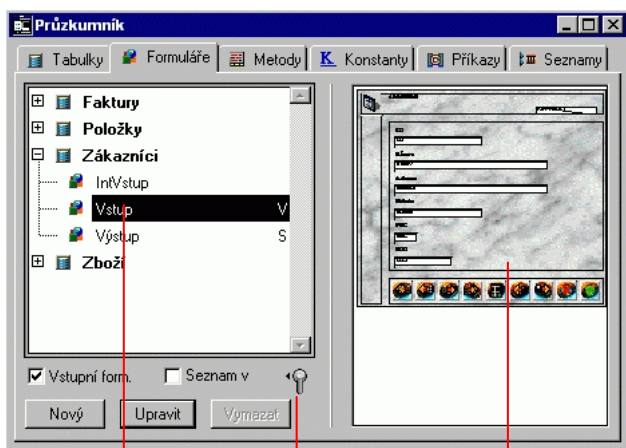 Průzkumník
Tabulky Formuláře Metody K Konstanty Příkazy Seznamy
Faktury
Položky
Zákazníci
IntVstup
Vstup V
Výstup S
Zboží
Vstupní form. Seznam v
Nový Upravit Vymazat